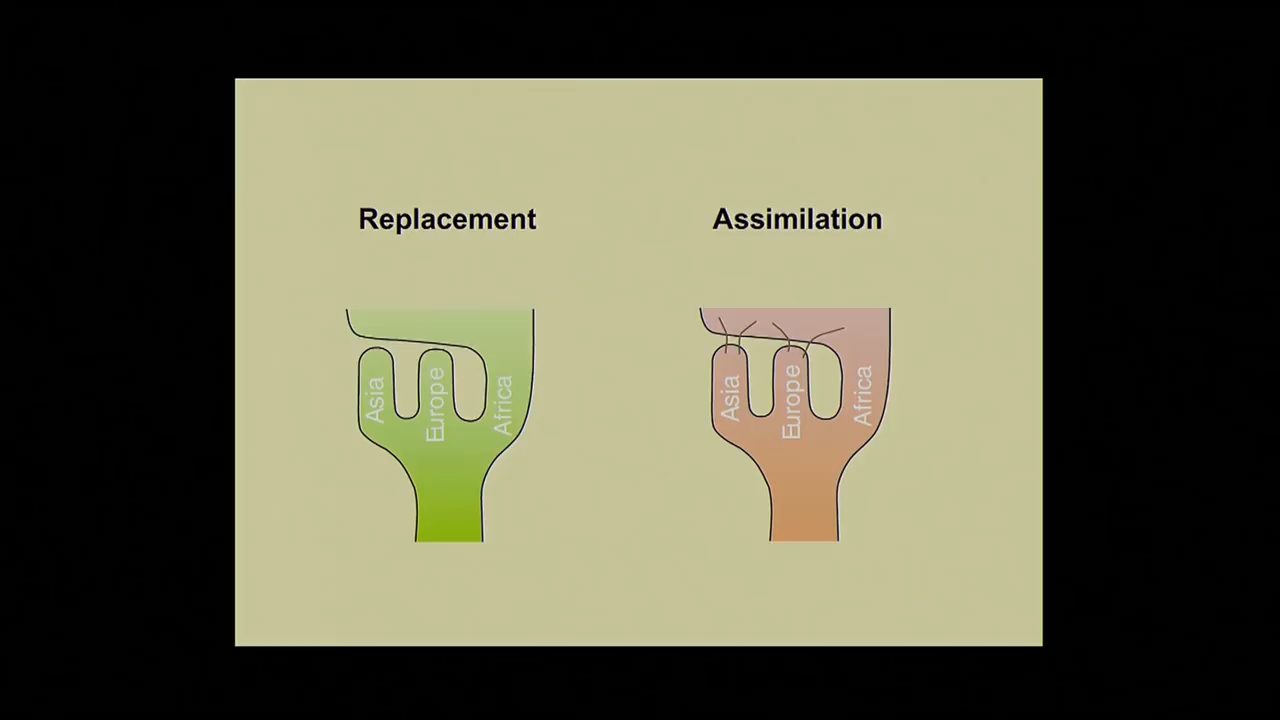 Replacement
Assimilation
Asia
Europe
Africa
Asia
Europe
Africa